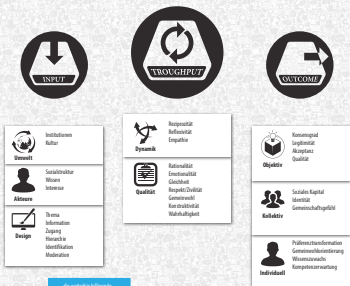 INPUT
TROUGHPUT
OUTCOME
Umwelt
Institutionen
Kultur
Akteure
Sozialstruktur
Wissen
Interesse
Design
Thema
Information
Zugang
Hierarchie
Identifikation
Moderation
Dynamik
Reziprozität
Reflexivität
Empathie
Qualität
Rationalität
Emotionalität
Gleichheit
Respekt/Zivilität
Gemeinwohl
Konstruktivität
Wahrhaftigkeit
Objektiv
Konsensgrad
Legitimität
Akzeptanz
Qualität
Kollektiv
Soziales Kapital
Identität
Gemeinschaftsgefühl
Individuell
Präferenztransformation
Gemeinwohlorientierung
Wissenszuwachs
Kompetenzerwartung